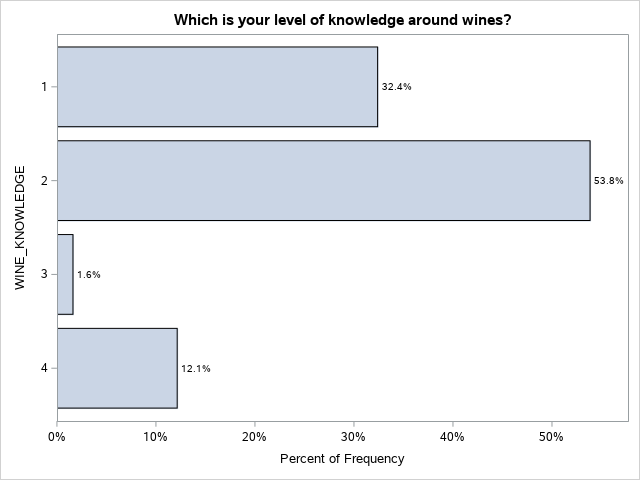 Which is your level of knowledge around wines?
WINE_KNOWLEDGE
1
32.4%
2
53.8%
3
1.6%
4
12.1%
0% 10% 20% 30% 40% 50%
Percent of Frequency